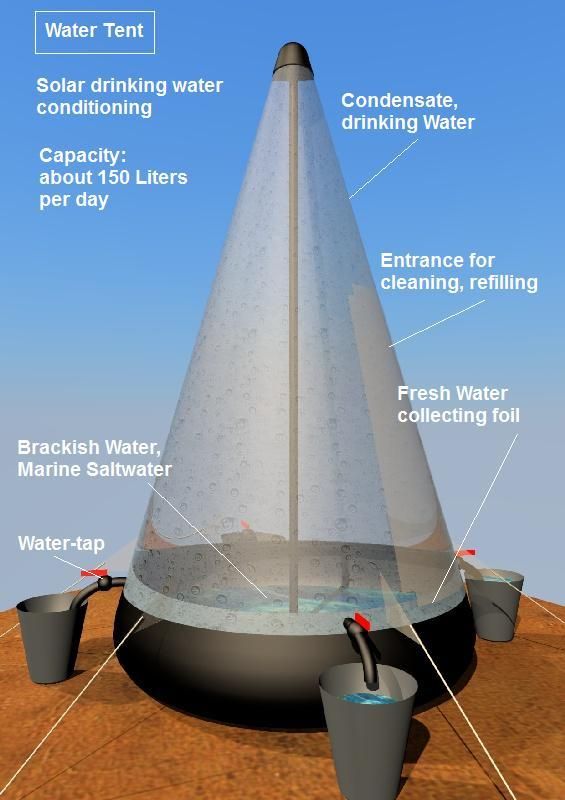 Water Tent
Solar drinking water
conditioning
Capacity:
about 150 Liters
per day
Condensate,
drinking Water
Entrance for
cleaning, refilling
Fresh Water
collecting foil
Brackish Water,
Marine Saltwater
Water-tap